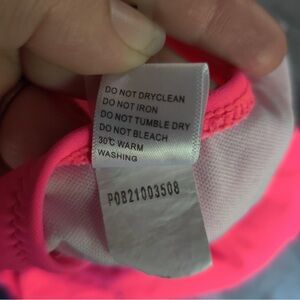 DO NOT DRYCLEAN
DO NOT IRON
DO NOT TUMBLE DRY
DO NOT BLEACH
30℃ WARM
WASHING
P0821003508